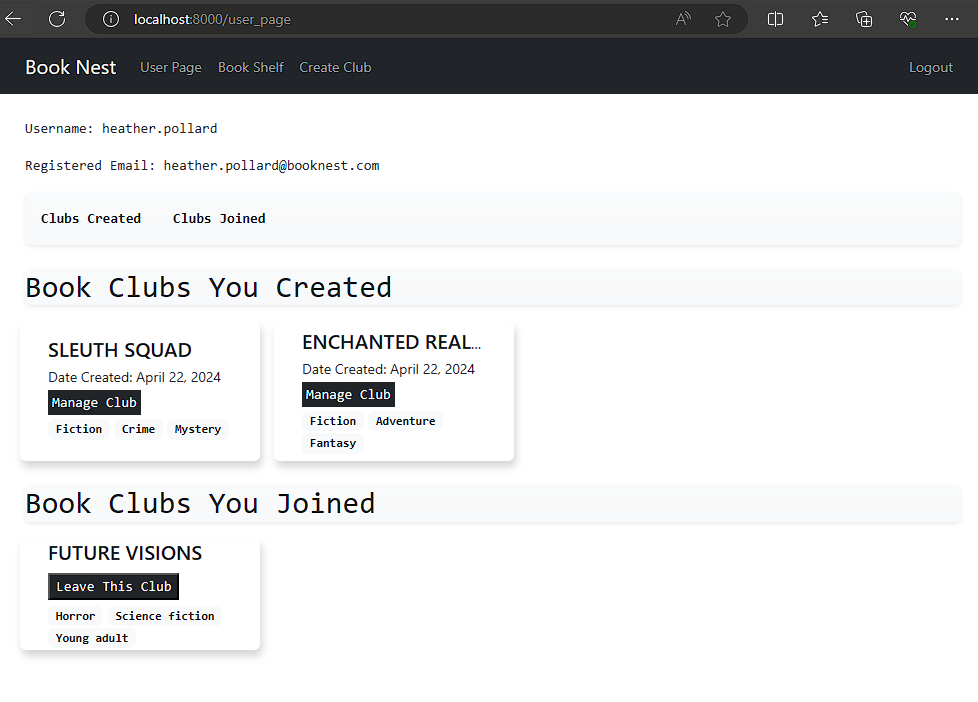 localhost:8000/user_page
Book Nest User Page Book Shelf Create Club Logout
Username: heather.pollard
Registered Email: heather.pollard@booknest.com
Clubs Created Clubs Joined
Book Clubs You Created
SLEUTH SQUAD
Date Created: April 22, 2024
Manage Club
Fiction Crime Mystery
ENCHANTED REAL...
Date Created: April 22, 2024
Manage Club
Fiction Adventure
Fantasy
Book Clubs You Joined
FUTURE VISIONS
Leave This Club
Horror Science fiction
Young adult